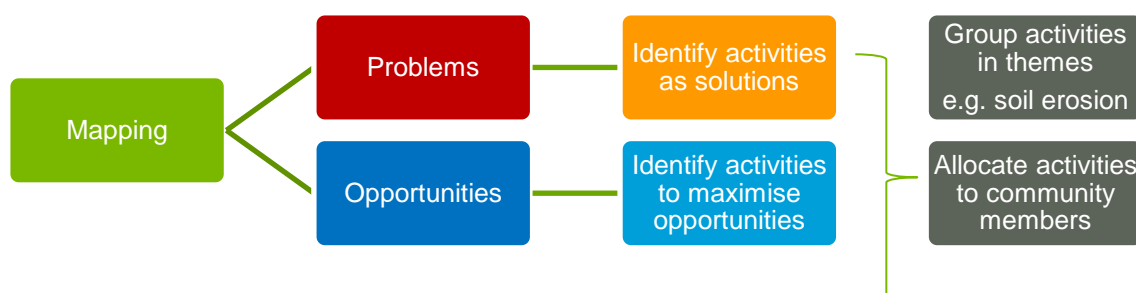 Mapping
Problems
Identify activities
as solutions
Group activities
in themes
e.g. soil erosion
Opportunities
Identify activities
to maximise
opportunities
Allocate activities
to community
members